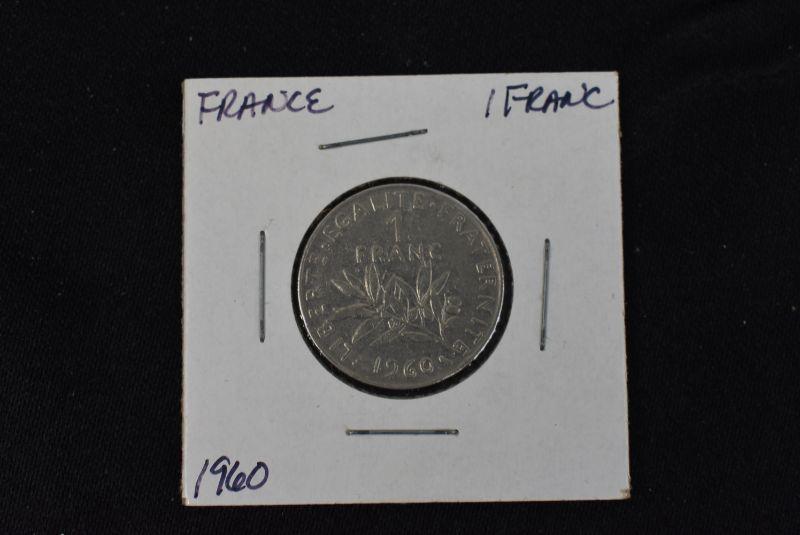 FRANCE
1 FRANC
LIBERTE·EGALITE·FRATERNITE
1
FRANC
1960
1960